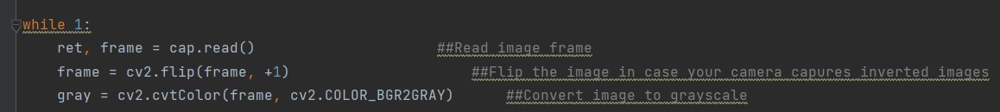 while 1:
ret, frame = cap.read() ##Read image frame
frame = cv2.flip(frame, +1) ##Flip the image in case your camera capures inverted images
gray = cv2.cvtColor(frame, cv2.COLOR_BGR2GRAY) ##Convert image to grayscale